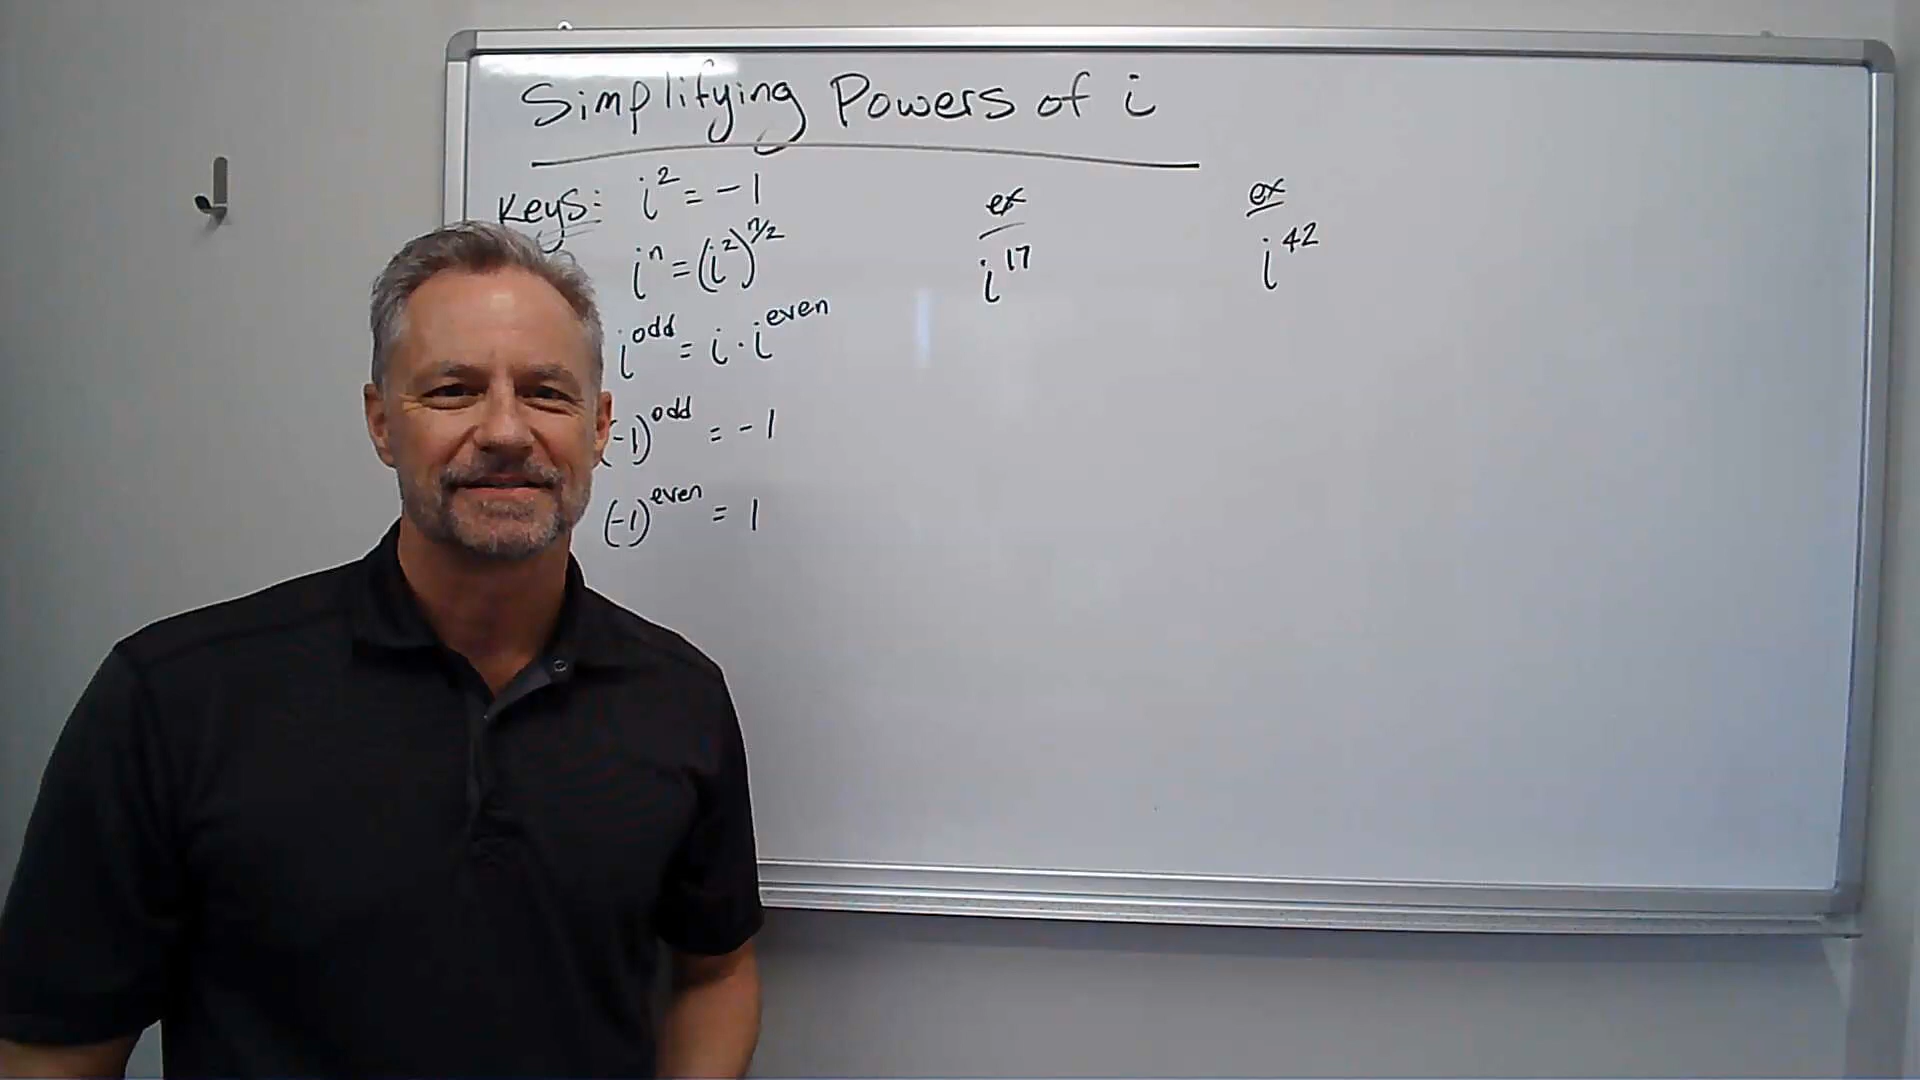 Simplifying Powers of i
Keys: i² = -1
iⁿ = (i²)^n/2
i^odd = i · i^even
(-1)^odd = -1
(-1)^even = 1
ex
i¹⁷
ex
i⁴²